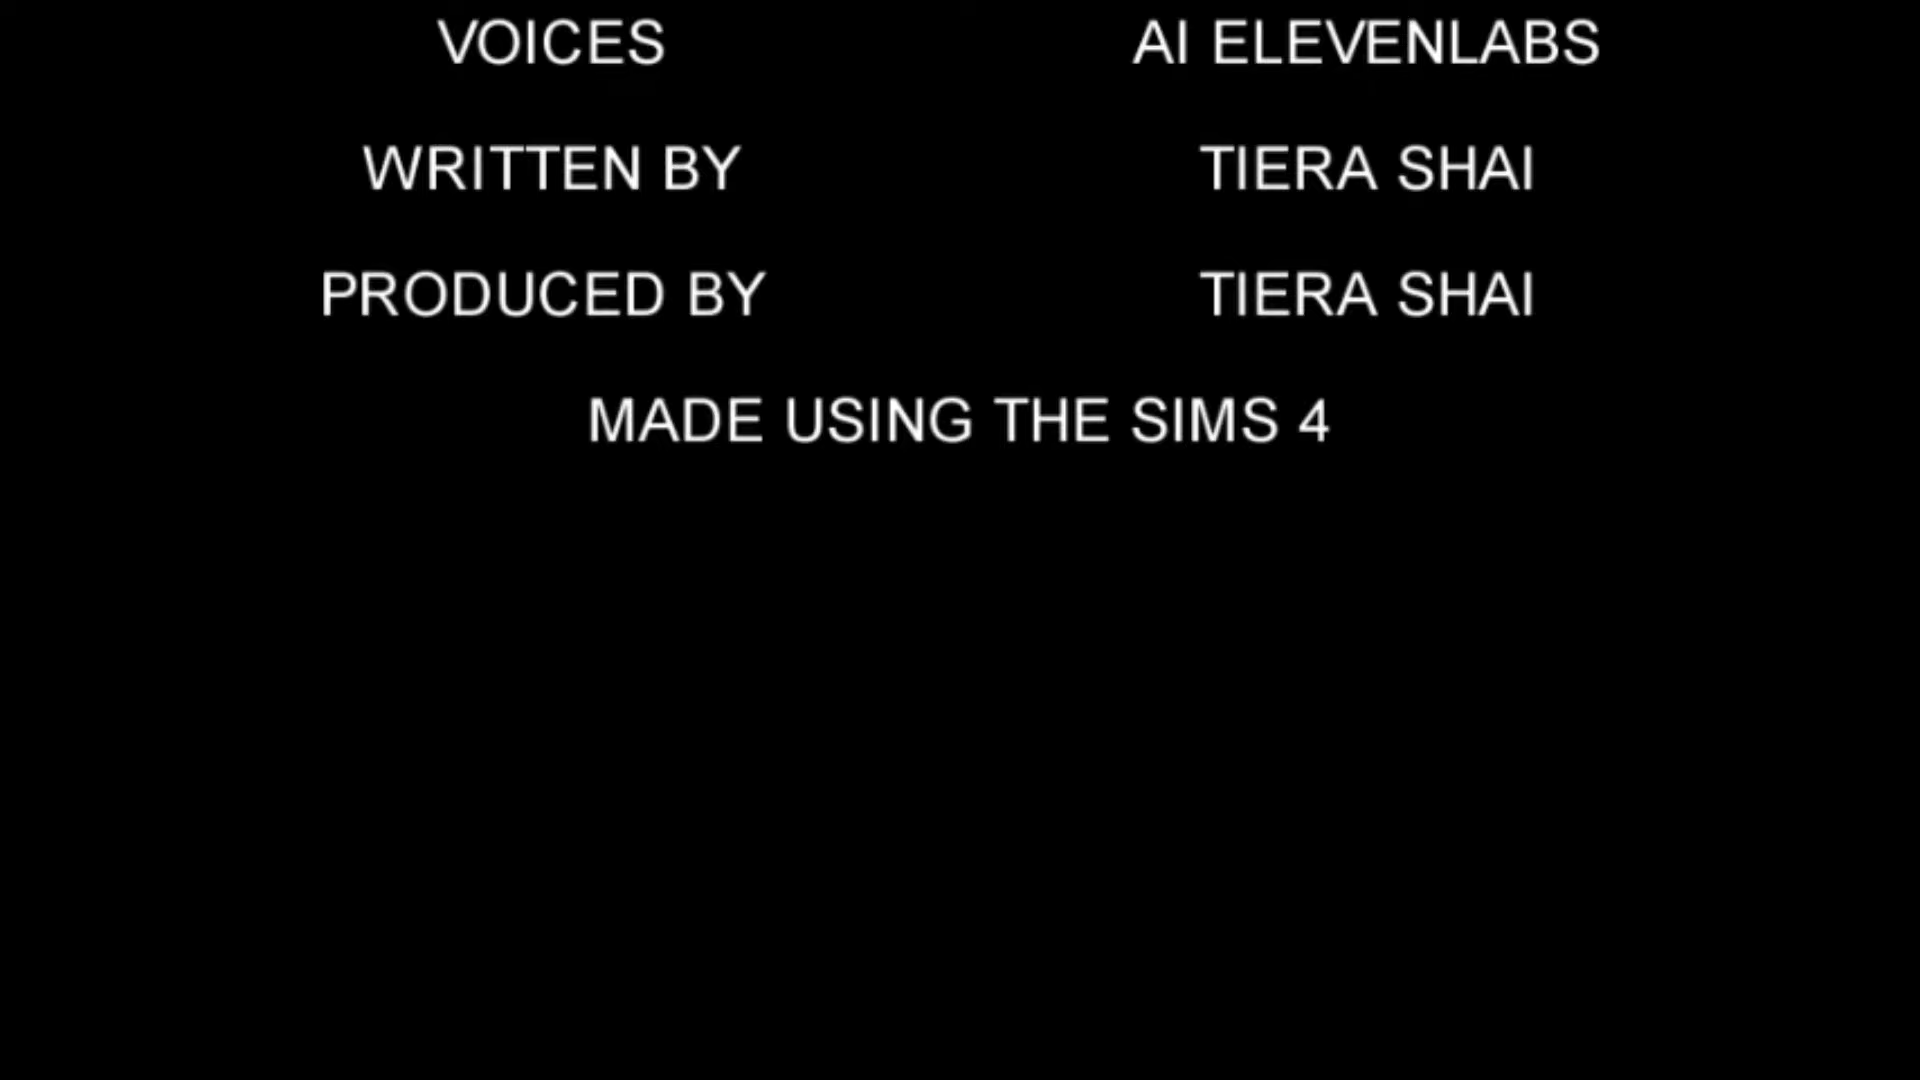 VOICES AI ELEVENLABS
WRITTEN BY TIERA SHAI
PRODUCED BY TIERA SHAI
MADE USING THE SIMS 4